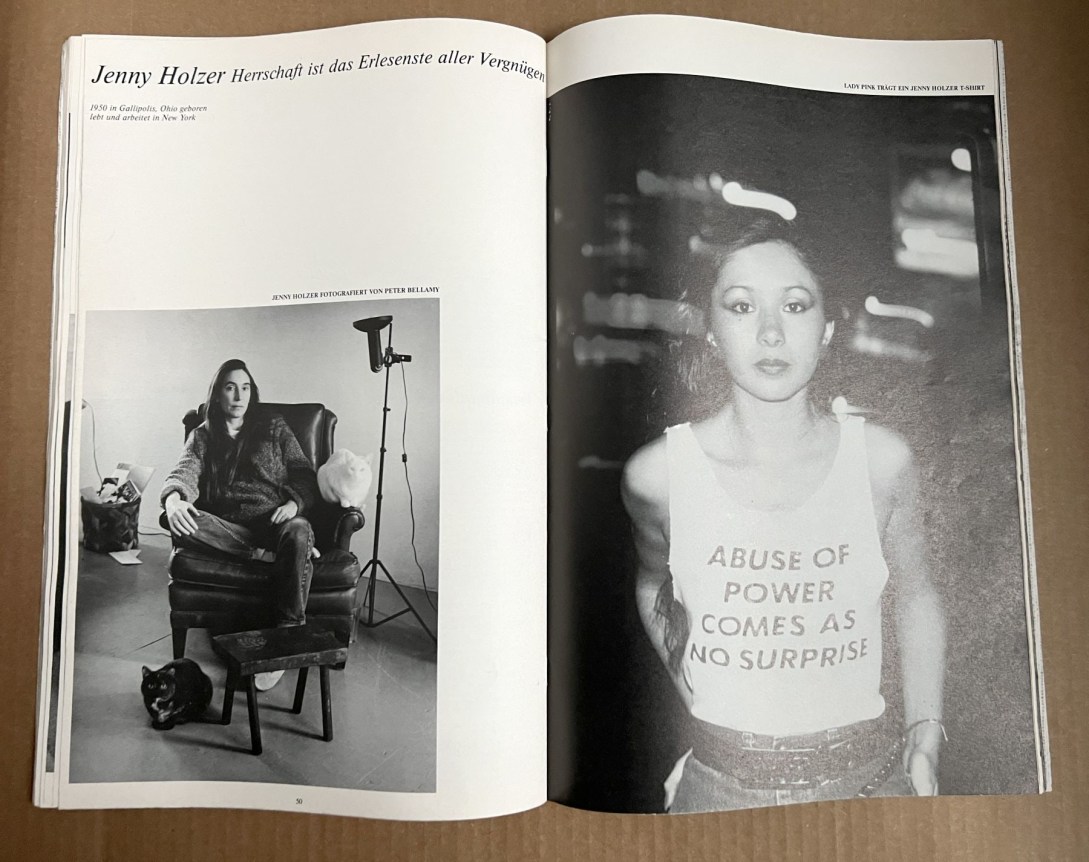 Jenny Holzer Herrschaft ist das Erlesenste aller Vergnügen
1950 in Gallipolis, Ohio geboren
lebt und arbeitet in New York
JENNY HOLZER FOTOGRAFIERT VON PETER BELLAMY
50
LADY PINK TRÄGT EIN JENNY HOLZER T-SHIRT
ABUSE OF
POWER
COMES AS
NO SURPRISE